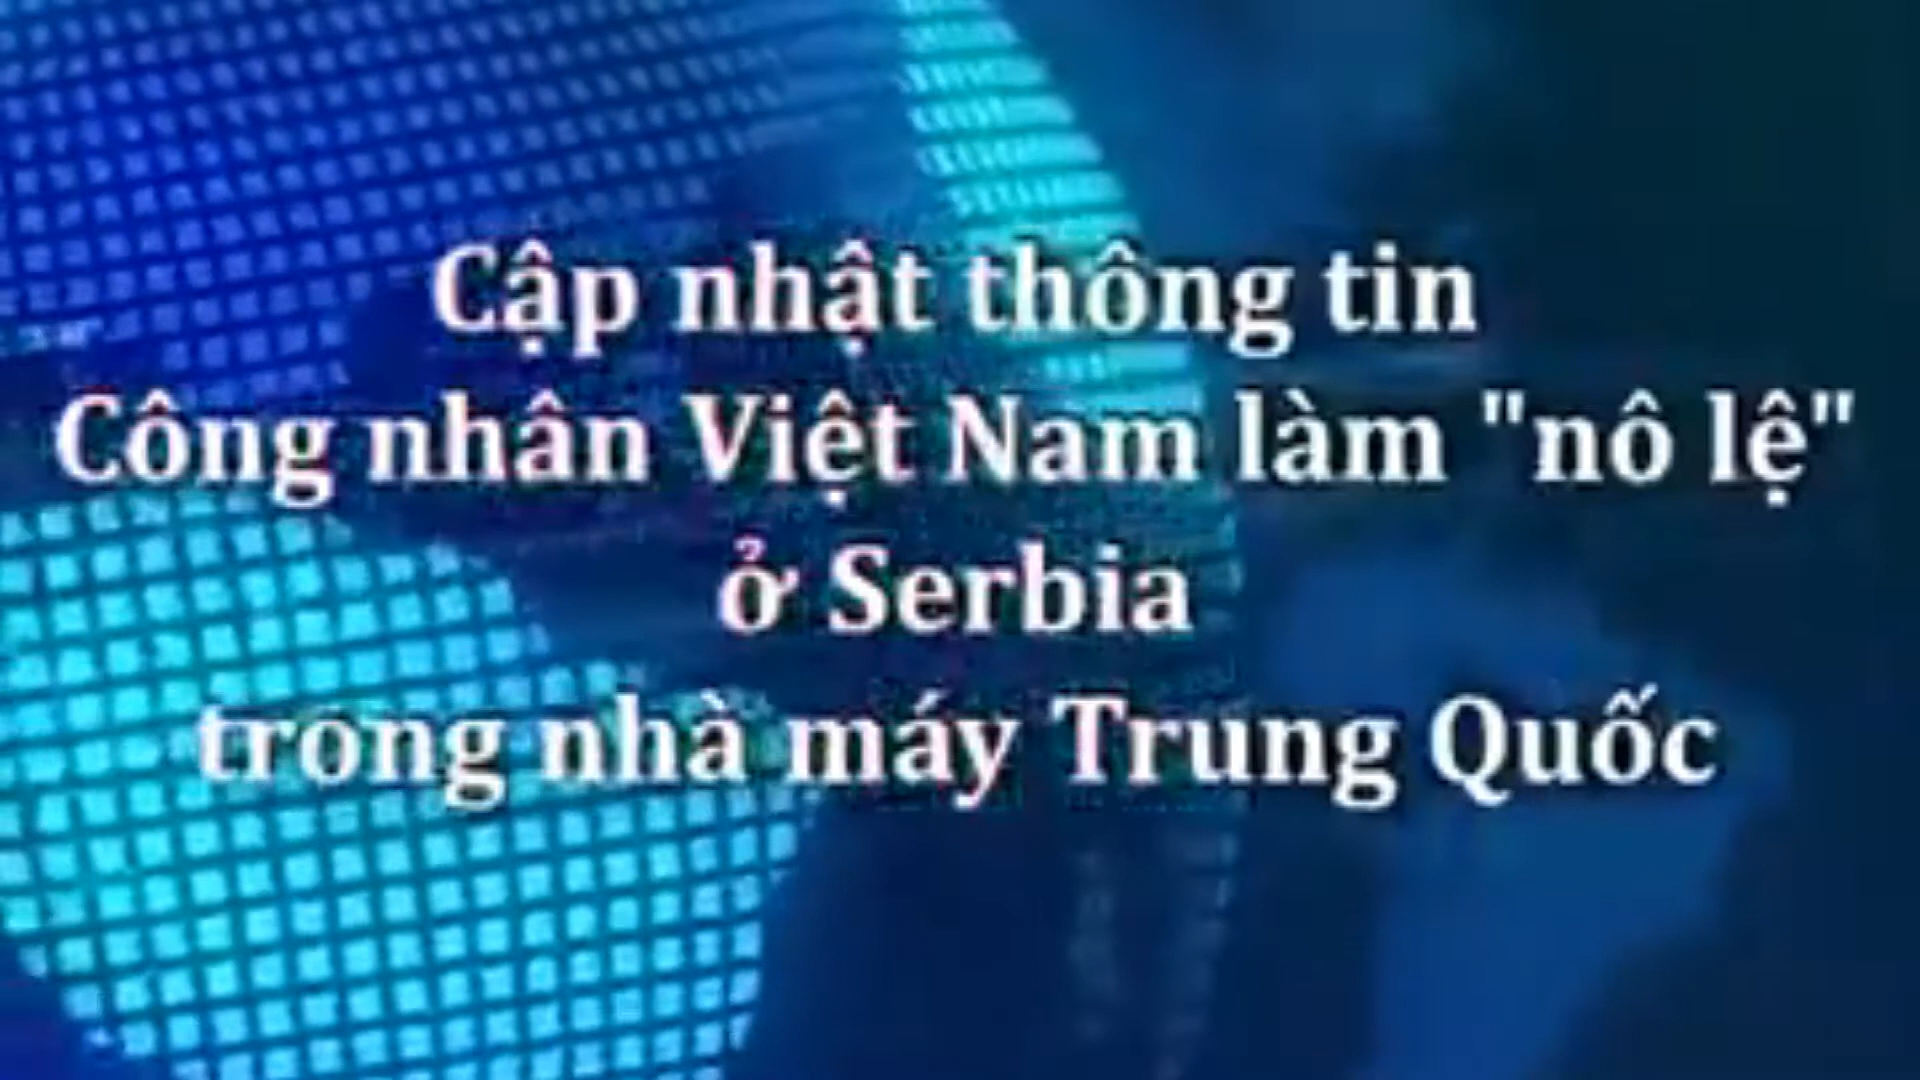 Cập nhật thông tin
Công nhân Việt Nam làm "nô lệ"
ở Serbia
trong nhà máy Trung Quốc